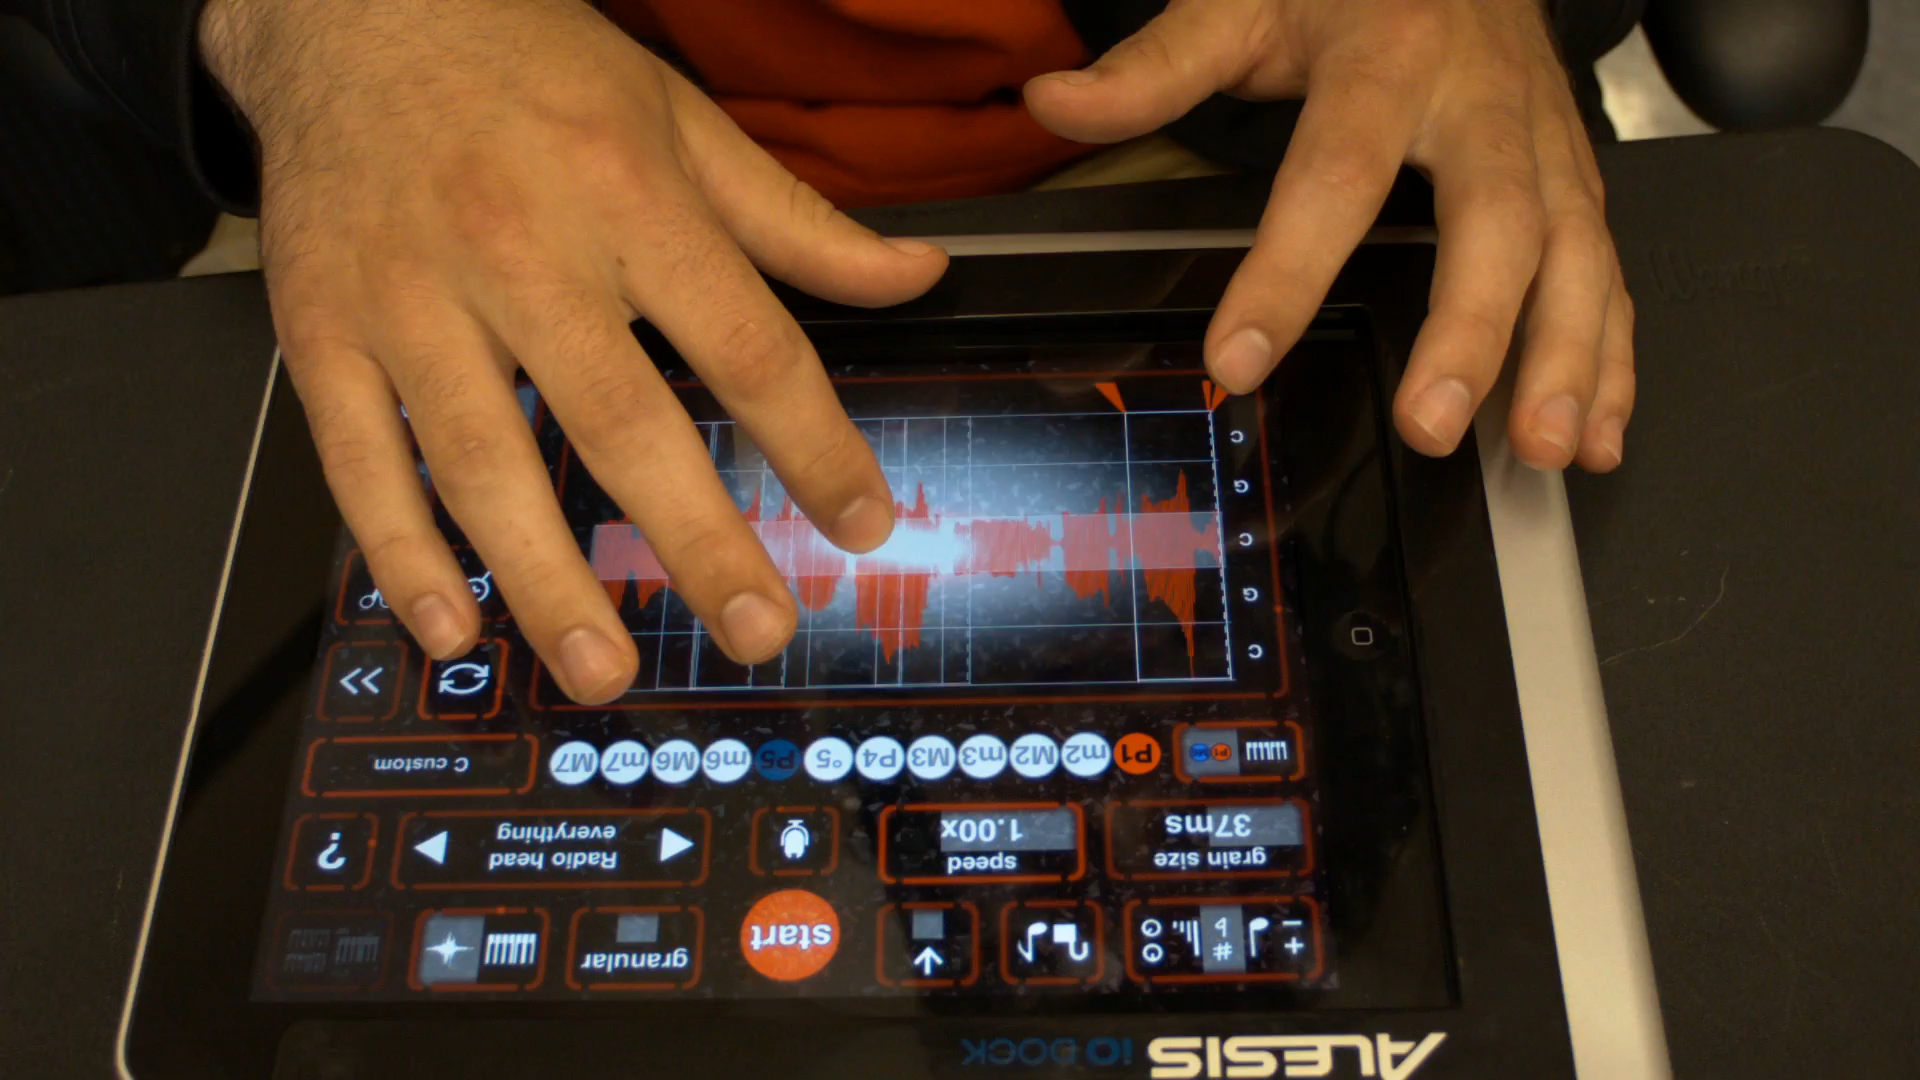 ALESIS iO DOCK
+
-
#
b
start
granular
grain size
37ms
speed
1.00x
Radio head
everything
?
P1 m2 M2 m3 M3 P4 °5 P5 m6 M6 m7 M7
C custom
C
G
C
G
C
Wenger